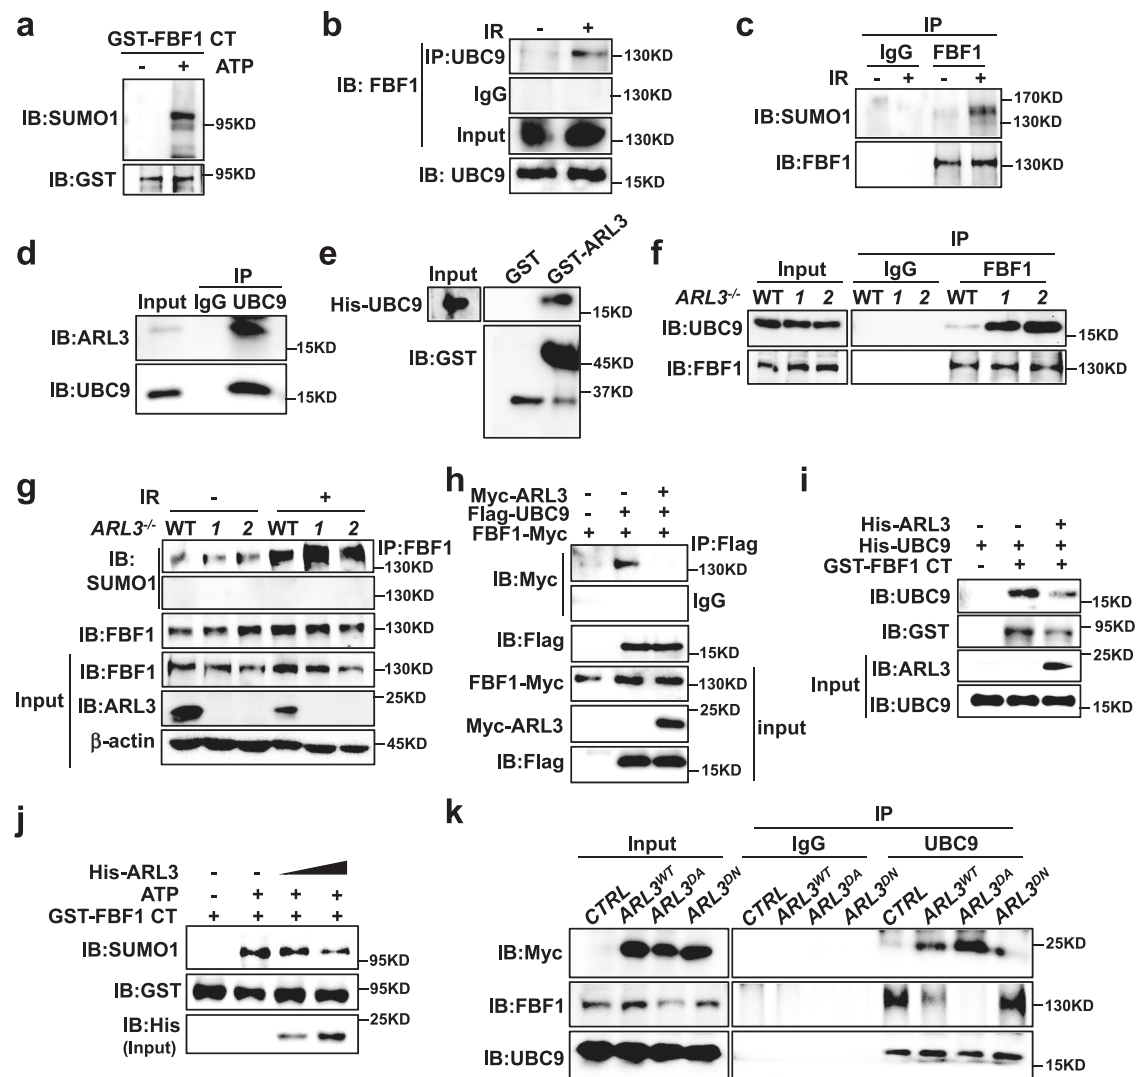 a
GST-FBF1 CT
- + ATP
IB:SUMO1
95KD
IB:GST
95KD
b
IR - +
IB: FBF1
IP:UBC9
130KD
IgG
130KD
Input
130KD
IB: UBC9
15KD
c
IP
IgG FBF1
IR - + - +
IB:SUMO1
170KD
130KD
IB:FBF1
130KD
d
IP
Input IgG UBC9
IB:ARL3
15KD
IB:UBC9
15KD
e
Input GST GST-ARL3
His-UBC9
15KD
IB:GST
45KD
37KD
f
IP
Input IgG FBF1
ARL3-/- WT 1 2 WT 1 2 WT 1 2
IB:UBC9
15KD
IB:FBF1
130KD
g
IR - +
ARL3-/- WT 1 2 WT 1 2
IB:
SUMO1
IP:FBF1
130KD
130KD
IB:FBF1
130KD
Input
IB:FBF1
130KD
IB:ARL3
25KD
β-actin
45KD
h
Myc-ARL3 - - +
Flag-UBC9 - + +
FBF1-Myc + + +
IP:Flag
IB:Myc
130KD
IgG
IB:Flag
15KD
FBF1-Myc
130KD
Myc-ARL3
25KD
input
IB:Flag
15KD
i
His-ARL3 - - +
His-UBC9 + + +
GST-FBF1 CT - + +
IB:UBC9
15KD
IB:GST
95KD
Input
IB:ARL3
25KD
IB:UBC9
15KD
j
His-ARL3 - -
ATP - + + +
GST-FBF1 CT + + + +
IB:SUMO1
95KD
IB:GST
95KD
IB:His
(Input)
25KD
k
IP
Input IgG UBC9
CTRL ARL3WT ARL3DA ARL3DN CTRL ARL3WT ARL3DA ARL3DN CTRL ARL3WT ARL3DA ARL3DN
IB:Myc
25KD
IB:FBF1
130KD
IB:UBC9
15KD